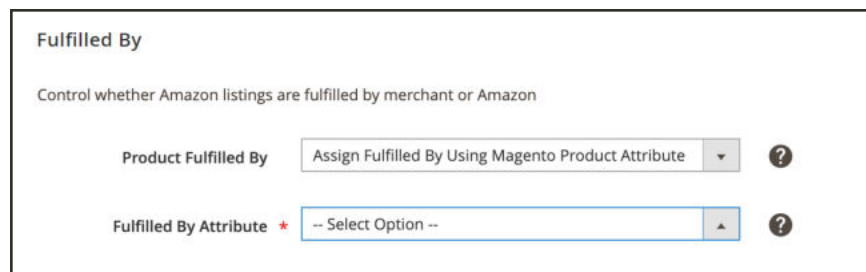 Fulfilled By
Control whether Amazon listings are fulfilled by merchant or Amazon
Product Fulfilled By Assign Fulfilled By Using Magento Product Attribute ?
Fulfilled By Attribute * -- Select Option -- ?